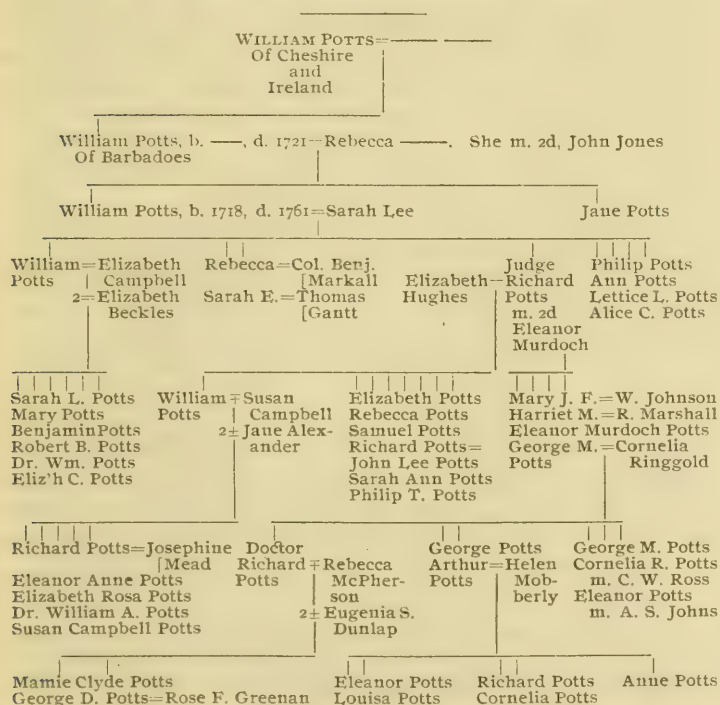 WILLIAM POTTS=—— ——
Of Cheshire
and
Ireland
William Potts, b. ——, d. 1721—Rebecca ——. She m. 2d, John Jones
Of Barbadoes
William Potts, b. 1718, d. 1761=Sarah Lee
Jane Potts
William=Elizabeth
Potts Campbell
2=Elizabeth
Beckles
Rebecca=Col. Benj.
[Markall
Sarah E.=Thomas
[Gantt
Elizabeth—
Hughes
Judge
Richard
Potts
m. 2d
Eleanor
Murdoch
Philip Potts
Ann Potts
Lettice L. Potts
Alice C. Potts
Sarah L. Potts
Mary Potts
Benjamin Potts
Robert B. Potts
Dr. Wm. Potts
Eliz'h C. Potts
William=Susan
Potts Campbell
2=Jane Alex-
ander
Elizabeth Potts
Rebecca Potts
Samuel Potts
Richard Potts=
John Lee Potts
Sarah Ann Potts
Philip T. Potts
Mary J. F.=W. Johnson
Harriet M.=R. Marshall
Eleanor Murdoch Potts
George M.=Cornelia
Potts Ringgold
Richard Potts=Josephine
[Mead
Eleanor Anne Potts
Elizabeth Rosa Potts
Dr. William A. Potts
Susan Campbell Potts
Doctor
Richard=Rebecca
Potts McPher-
son
2=Eugenia S.
Dunlap
George Potts
Arthur=Helen
Potts Mob-
berly
George M. Potts
Cornelia R. Potts
m. C. W. Ross
Eleanor Potts
m. A. S. Johns
Mamie Clyde Potts
George D. Potts=Rose F. Greenan
Eleanor Potts
Louisa Potts
Richard Potts
Cornelia Potts
Anne Potts